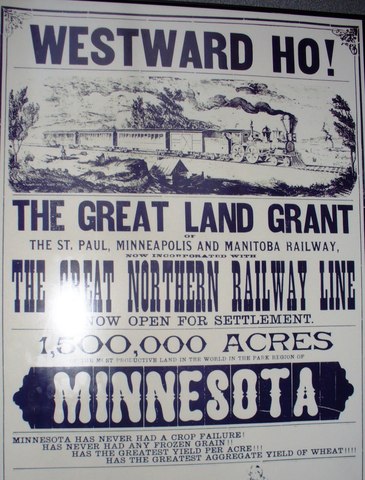 WESTWARD HO!
THE GREAT LAND GRANT
OF
THE ST. PAUL, MINNEAPOLIS AND MANITOBA RAILWAY,
NOW INCORPORATED WITH
THE GREAT NORTHERN RAILWAY LINE
NOW OPEN FOR SETTLEMENT.
1,500,000 ACRES
OF THE MOST PRODUCTIVE LAND IN THE WORLD IN THE PARK REGION OF
MINNESOTA
MINNESOTA HAS NEVER HAD A CROP FAILURE!
HAS NEVER HAD ANY FROZEN GRAIN!!
HAS THE GREATEST YIELD PER ACRE!!!
HAS THE GREATEST AGGREGATE YIELD OF WHEAT!!!!